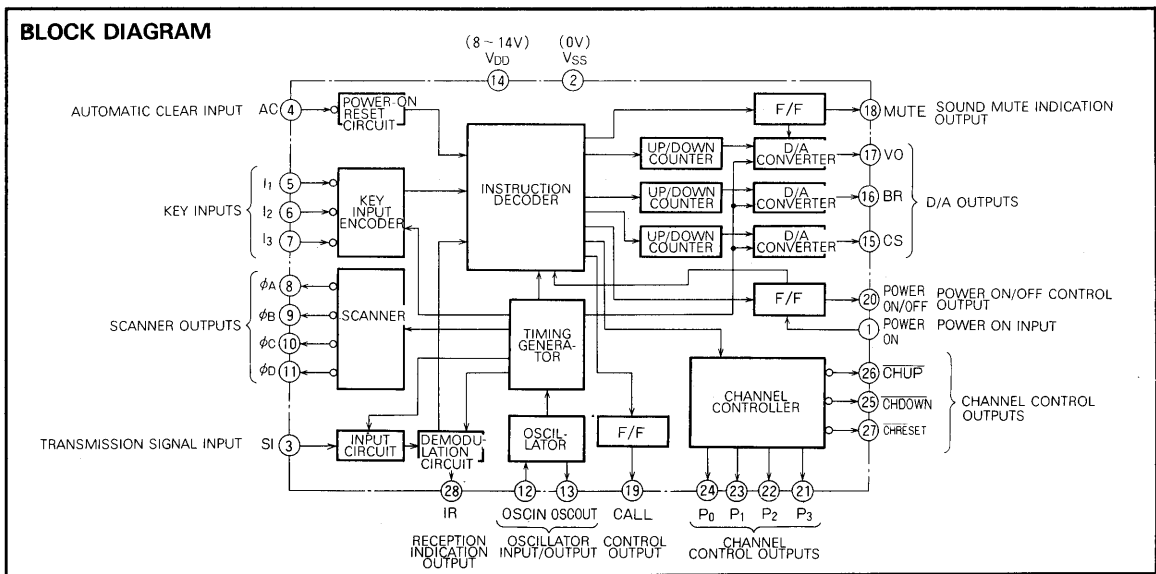 BLOCK DIAGRAM
(8~14V)
VDD
14
(0V)
VSS
2
AUTOMATIC CLEAR INPUT
AC
4
POWER-ON
RESET
CIRCUIT
KEY INPUTS
I1
5
I2
6
I3
7
KEY
INPUT
ENCODER
SCANNER OUTPUTS
φA
8
φB
9
φC
10
φD
11
SCANNER
TRANSMISSION SIGNAL INPUT
SI
3
INPUT
CIRCUIT
DEMODU-
LATION
CIRCUIT
INSTRUCTION
DECODER
TIMING
GENERA-
TOR
OSCIL-
LATOR
F/F
UP/DOWN
COUNTER
D/A
CONVERTER
UP/DOWN
COUNTER
D/A
CONVERTER
UP/DOWN
COUNTER
D/A
CONVERTER
F/F
F/F
CHANNEL
CONTROLLER
18
MUTE
SOUND MUTE INDICATION
OUTPUT
17
VO
16
BR
15
CS
D/A OUTPUTS
20
POWER
ON/OFF
POWER ON/OFF CONTROL
OUTPUT
1
POWER
ON
POWER ON INPUT
26
CHUP
25
CHDOWN
27
CHRESET
CHANNEL CONTROL
OUTPUTS
28
IR
RECEPTION
INDICATION
OUTPUT
12
13
OSCIN OSCOUT
OSCILLATOR
INPUT/OUTPUT
19
CALL
CONTROL
OUTPUT
24
23
22
21
P0
P1
P2
P3
CHANNEL
CONTROL OUTPUTS